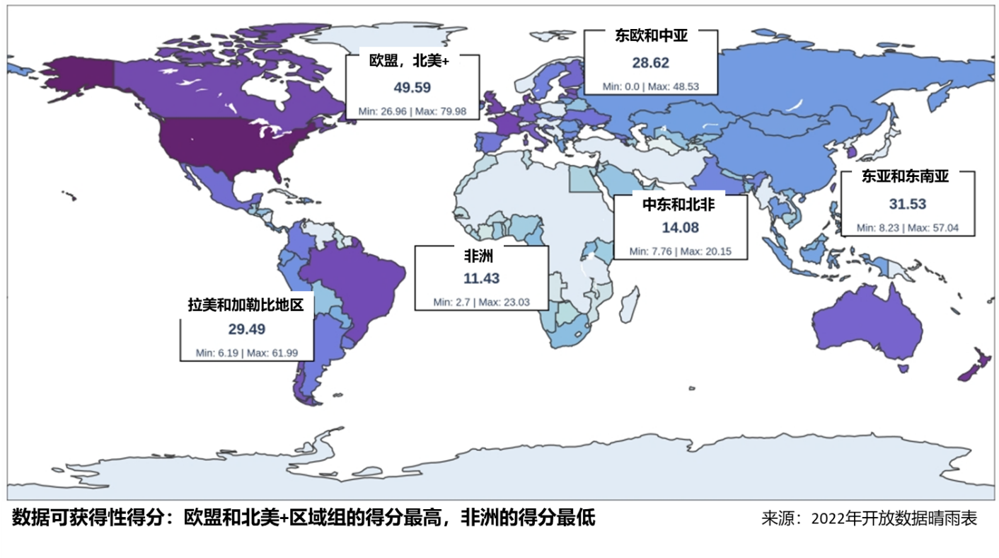 东欧和中亚
28.62
Min: 0.0 | Max: 48.53
欧盟，北美+
49.59
Min: 26.96 | Max: 79.98
东亚和东南亚
31.53
Min: 8.23 | Max: 57.04
中东和北非
14.08
Min: 7.76 | Max: 20.15
非洲
11.43
Min: 2.7 | Max: 23.03
拉美和加勒比地区
29.49
Min: 6.19 | Max: 61.99
数据可获得性得分：欧盟和北美+区域组的得分最高，非洲的得分最低
来源：2022年开放数据晴雨表